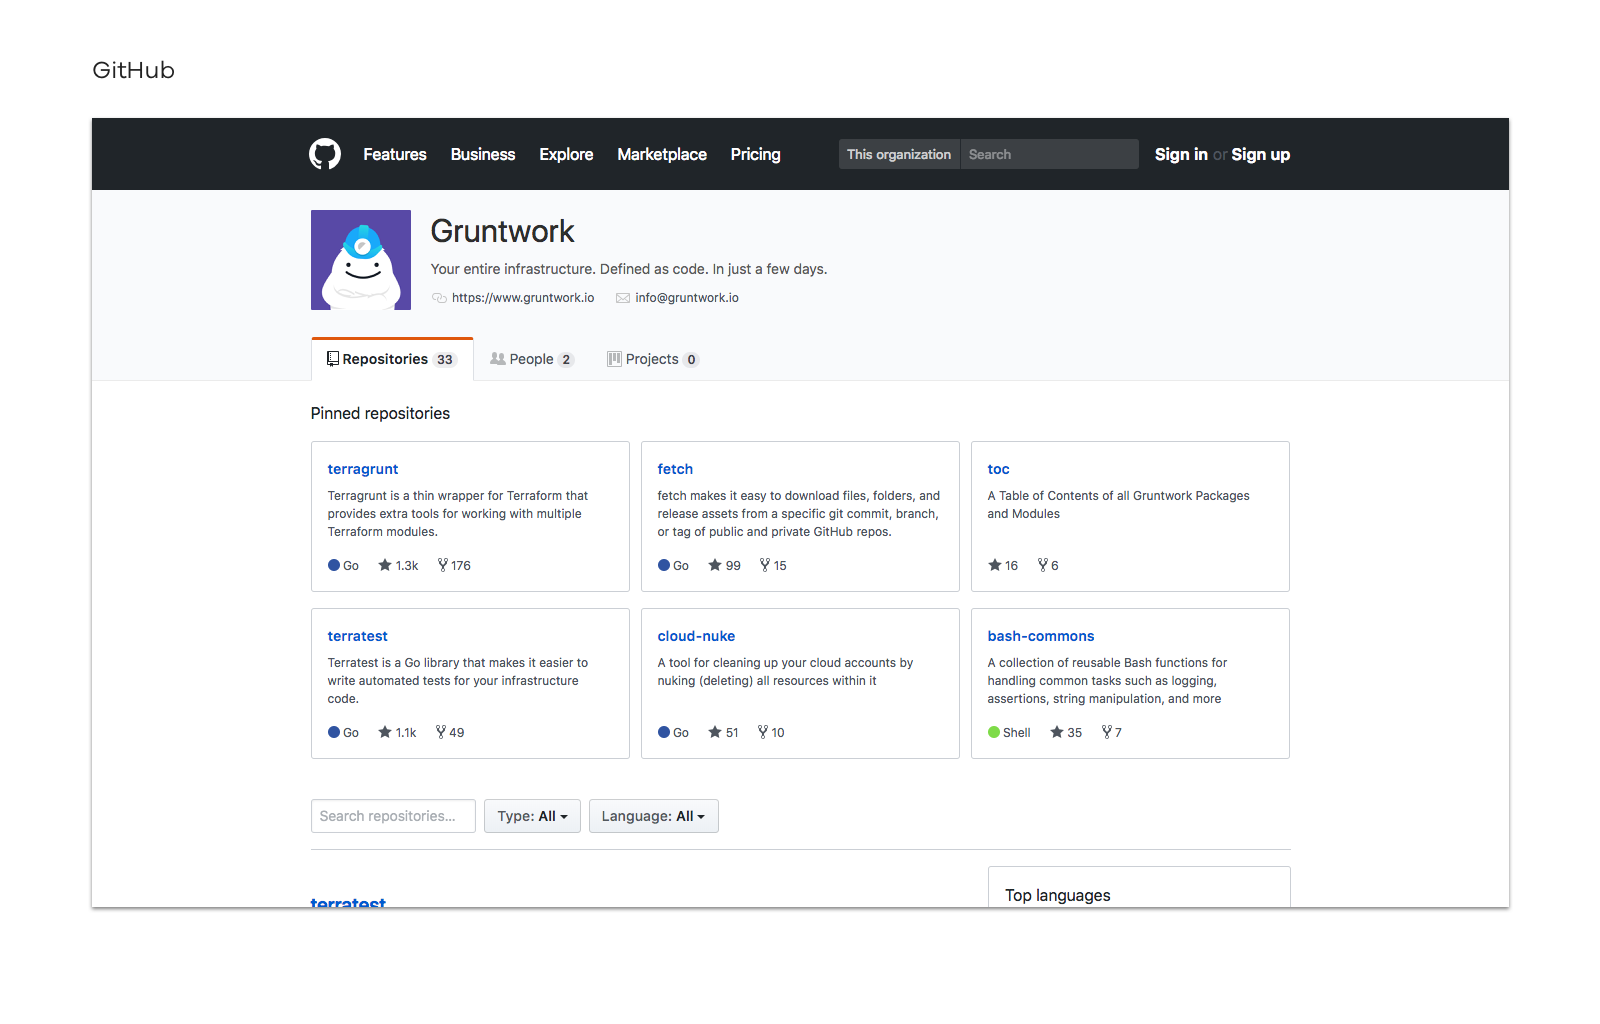 GitHub
Features Business Explore Marketplace Pricing This organization Search Sign in or Sign up
Gruntwork
Your entire infrastructure. Defined as code. In just a few days.
https://www.gruntwork.io info@gruntwork.io
Repositories 33 People 2 Projects 0
Pinned repositories
terragrunt
Terragrunt is a thin wrapper for Terraform that
provides extra tools for working with multiple
Terraform modules.
Go 1.3k 176
fetch
fetch makes it easy to download files, folders, and
release assets from a specific git commit, branch,
or tag of public and private GitHub repos.
Go 99 15
toc
A Table of Contents of all Gruntwork Packages
and Modules
16 6
terratest
Terratest is a Go library that makes it easier to
write automated tests for your infrastructure
code.
Go 1.1k 49
cloud-nuke
A tool for cleaning up your cloud accounts by
nuking (deleting) all resources within it
Go 51 10
bash-commons
A collection of reusable Bash functions for
handling common tasks such as logging,
assertions, string manipulation, and more
Shell 35 7
Search repositories... Type: All Language: All
terratest
Top languages